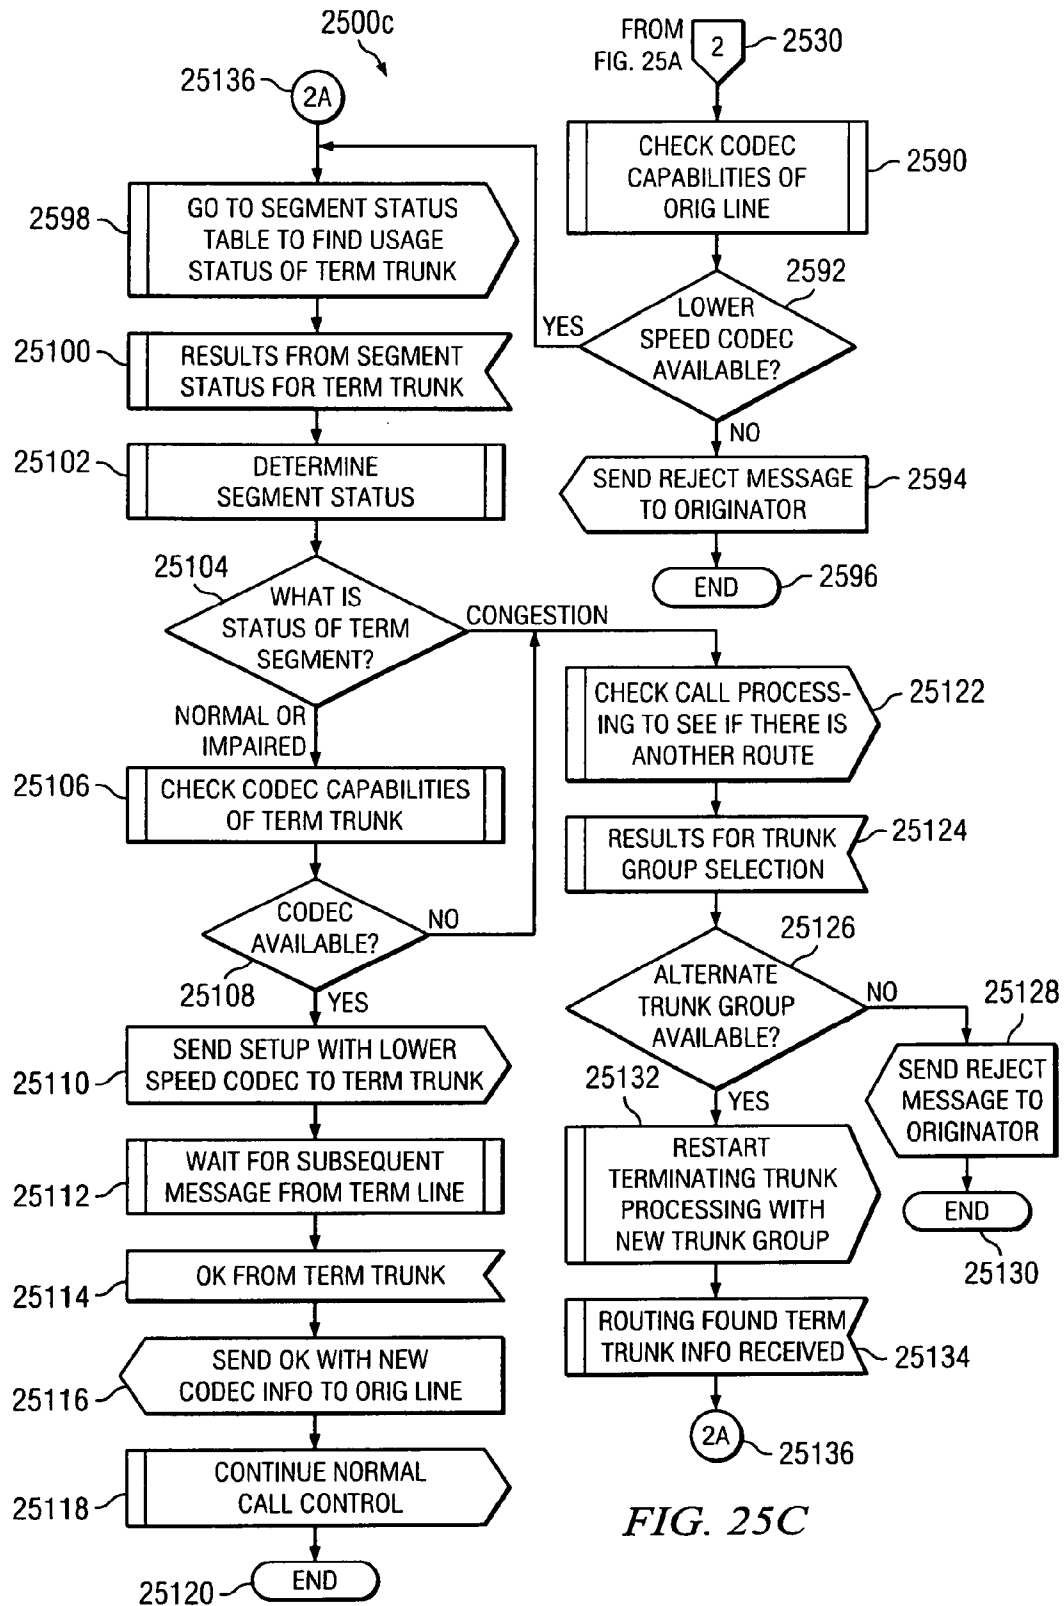 2500c
FROM
FIG. 25A
2
2530
25136
2A
CHECK CODEC
CAPABILITIES OF
ORIG LINE
2590
2598
GO TO SEGMENT STATUS
TABLE TO FIND USAGE
STATUS OF TERM TRUNK
2592
LOWER
SPEED CODEC
AVAILABLE?
YES
NO
25100
RESULTS FROM SEGMENT
STATUS FOR TERM TRUNK
25102
DETERMINE
SEGMENT STATUS
SEND REJECT MESSAGE
TO ORIGINATOR
2594
END
2596
25104
WHAT IS
STATUS OF TERM
SEGMENT?
CONGESTION
NORMAL OR
IMPAIRED
25106
CHECK CODEC CAPABILITIES
OF TERM TRUNK
CODEC
AVAILABLE?
NO
25108
YES
25110
SEND SETUP WITH LOWER
SPEED CODEC TO TERM TRUNK
25112
WAIT FOR SUBSEQUENT
MESSAGE FROM TERM LINE
25114
OK FROM TERM TRUNK
25116
SEND OK WITH NEW
CODEC INFO TO ORIG LINE
25118
CONTINUE NORMAL
CALL CONTROL
25120
END
CHECK CALL PROCESS-
ING TO SEE IF THERE IS
ANOTHER ROUTE
25122
RESULTS FOR TRUNK
GROUP SELECTION
25124
25126
ALTERNATE
TRUNK GROUP
AVAILABLE?
NO
25128
SEND REJECT
MESSAGE TO
ORIGINATOR
END
25130
YES
25132
RESTART
TERMINATING TRUNK
PROCESSING WITH
NEW TRUNK GROUP
ROUTING FOUND TERM
TRUNK INFO RECEIVED
25134
2A
25136
FIG. 25C